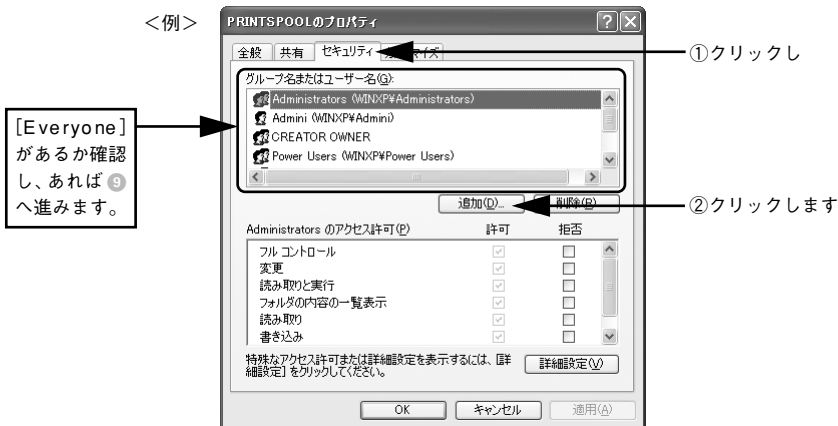 <例>
PRINTSPOOLのプロパティ
全般 共有 セキュリティ
①クリックし
グループ名またはユーザー名(G):
Administrators (WINXP¥Administrators)
Admini (WINXP¥Admini)
CREATOR OWNER
Power Users (WINXP¥Power Users)
[Everyone]
があるか確認
し、あれば ⑨
へ進みます。
追加(D)... 削除(R)
②クリックします
Administrators のアクセス許可(P) 許可 拒否
フル コントロール
変更
読み取りと実行
フォルダの内容の一覧表示
読み取り
書き込み
特殊なアクセス許可または詳細設定を表示するには、[詳
細設定] をクリックしてください。
詳細設定(V)
OK キャンセル 適用(A)